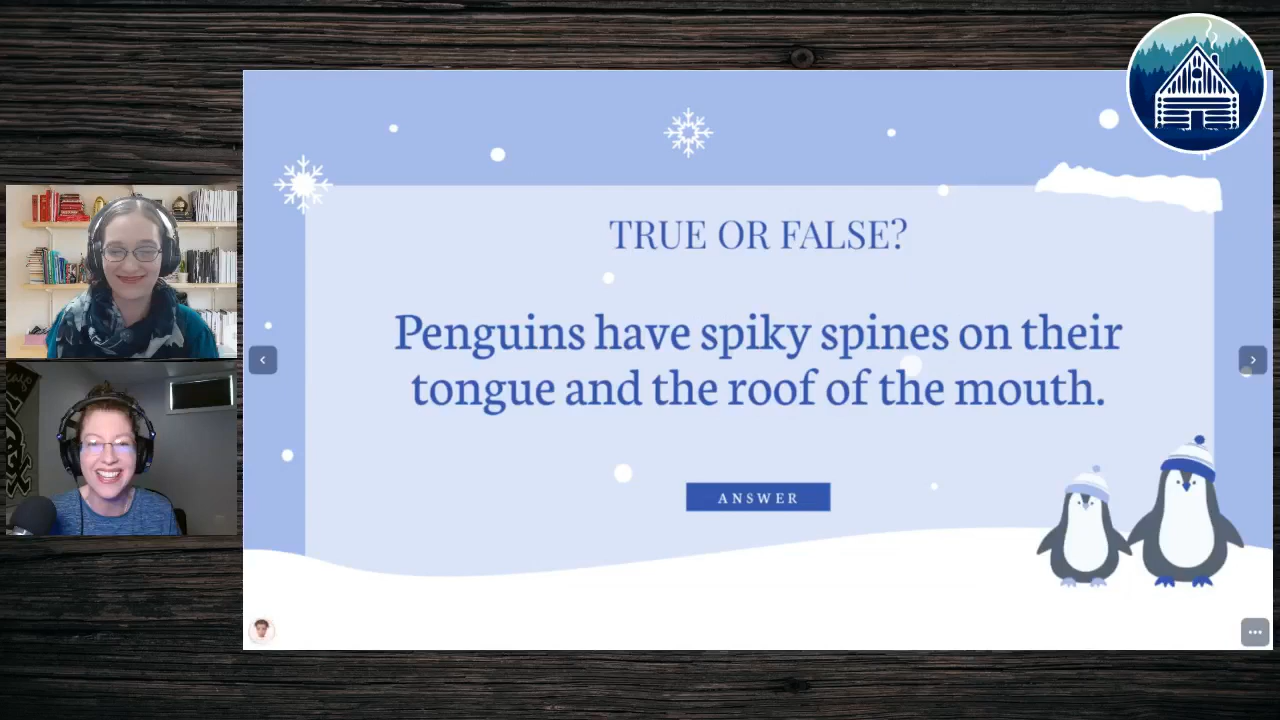 TRUE OR FALSE?
Penguins have spiky spines on their
tongue and the roof of the mouth.
ANSWER